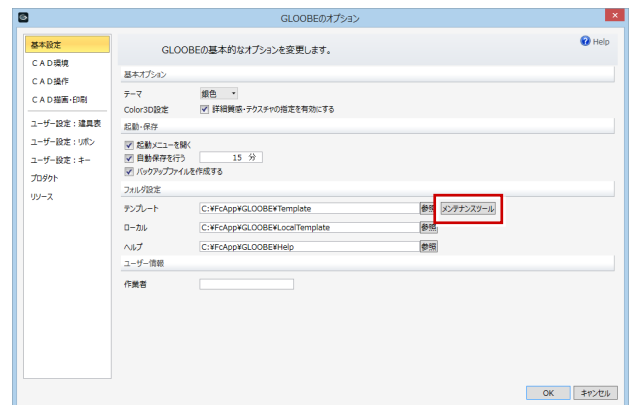 GLOOBEのオプション
基本設定
CAD環境
CAD操作
CAD描画・印刷
ユーザー設定：建具表
ユーザー設定：リボン
ユーザー設定：キー
プロダクト
リソース
GLOOBEの基本的なオプションを変更します。
Help
基本オプション
テーマ 銀色
Color3D設定 詳細質感・テクスチャの指定を有効にする
起動・保存
起動メニューを開く
自動保存を行う 15 分
バックアップファイルを作成する
フォルダ設定
テンプレート C:¥FcApp¥GLOOBE¥Template 参照 メンテナンスツール
ローカル C:¥FcApp¥GLOOBE¥LocalTemplate 参照
ヘルプ C:¥FcApp¥GLOOBE¥Help 参照
ユーザー情報
作業者
OK キャンセル